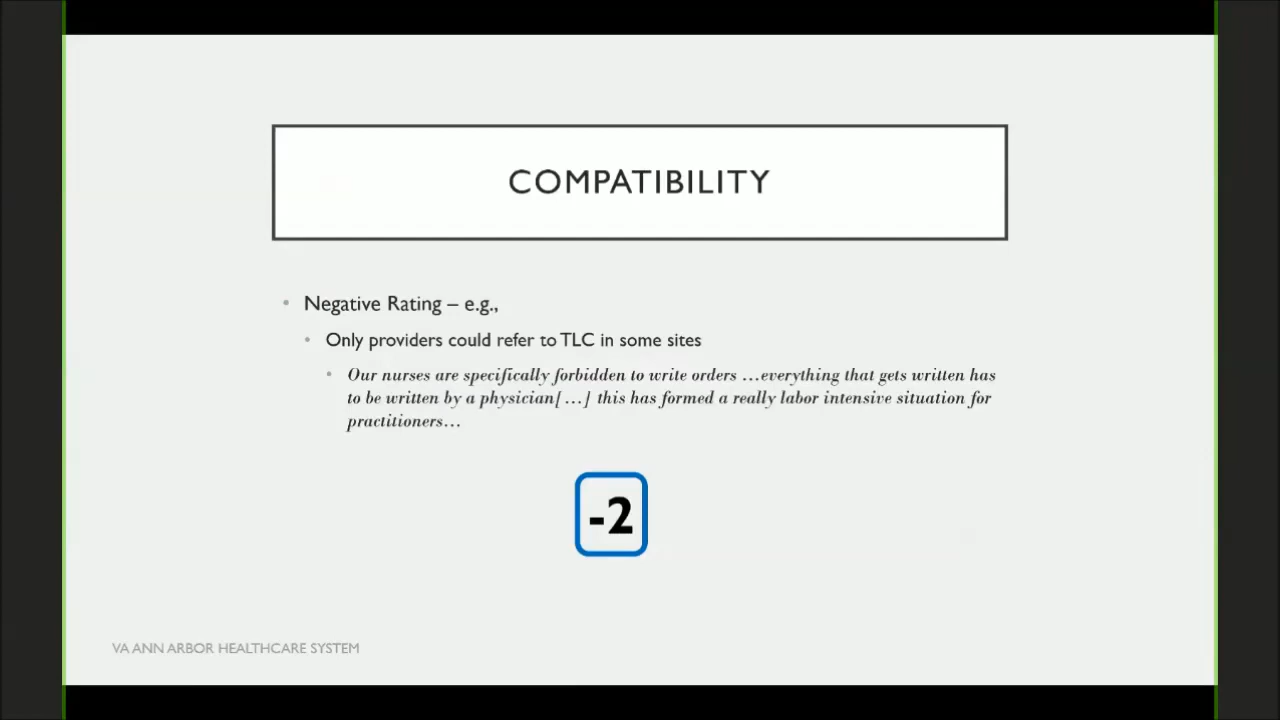 COMPATIBILITY
• Negative Rating – e.g.,
• Only providers could refer to TLC in some sites
• Our nurses are specifically forbidden to write orders …everything that gets written has
to be written by a physician[…] this has formed a really labor intensive situation for
practitioners…
-2
VA ANN ARBOR HEALTHCARE SYSTEM